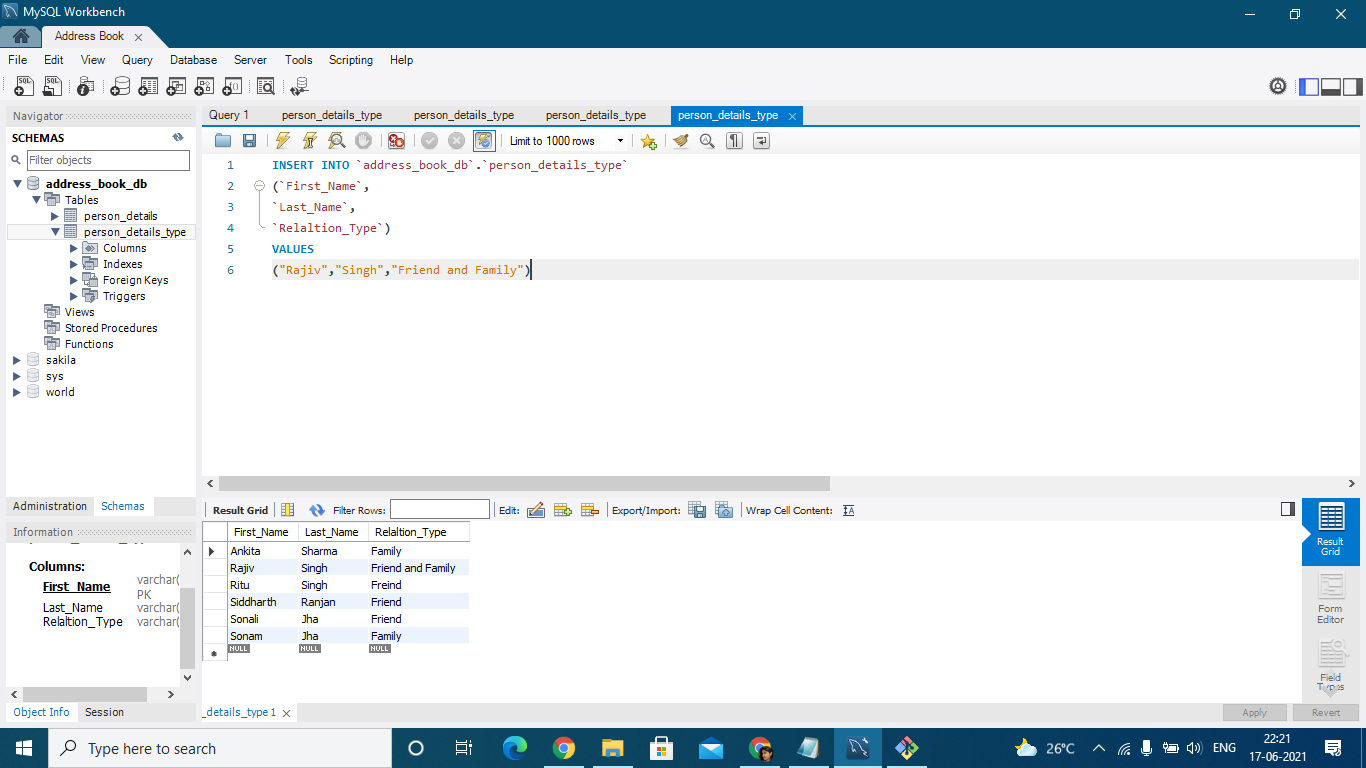 MySQL Workbench
Address Book
File Edit View Query Database Server Tools Scripting Help
Navigator
SCHEMAS
Filter objects
address_book_db
Tables
person_details
person_details_type
Columns
Indexes
Foreign Keys
Triggers
Views
Stored Procedures
Functions
sakila
sys
world
Administration Schemas
Information
Columns:
First_Name varchar(
PK
Last_Name varchar(
Relaltion_Type varchar(
Object Info Session
Query 1 person_details_type person_details_type person_details_type person_details_type
Limit to 1000 rows
1 INSERT INTO `address_book_db`.`person_details_type`
2 (`First_Name`,
3 `Last_Name`,
4 `Relaltion_Type`)
5 VALUES
6 ("Rajiv","Singh","Friend and Family")
Result Grid Filter Rows: Edit: Export/Import: Wrap Cell Content:
First_Name Last_Name Relaltion_Type
Ankita Sharma Family
Rajiv Singh Friend and Family
Ritu Singh Freind
Siddharth Ranjan Friend
Sonali Jha Friend
Sonam Jha Family
NULL NULL NULL
Result
Grid
Form
Editor
Field
Types
_details_type 1
Apply Revert
Type here to search
26°C
ENG
22:21
17-06-2021